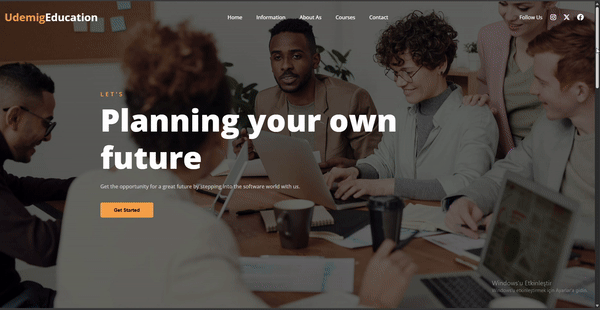 UdemigEducation
Home Information About As Courses Contact
Follow Us
LET'S
Planning your own
future
Get the opportunity for a great future by stepping into the software world with us.
Get Started
Windows'u Etkinleştir